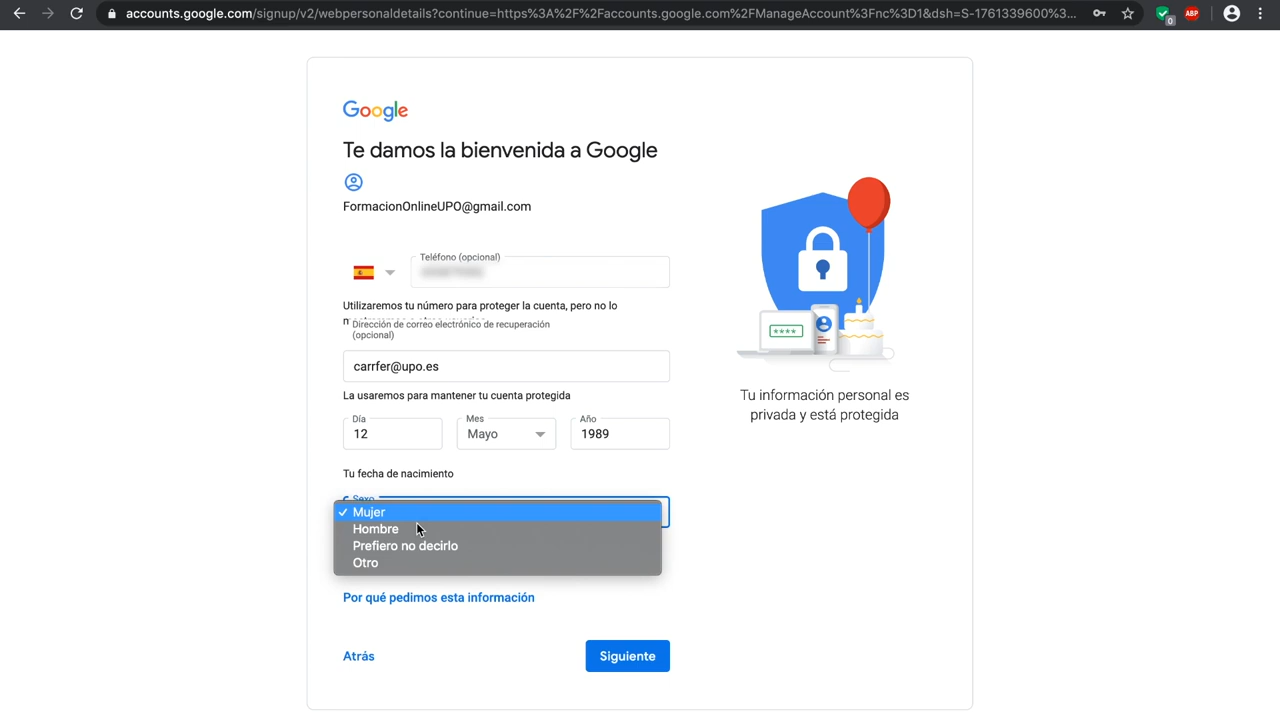 accounts.google.com/signup/v2/webpersonaldetails?continue=https%3A%2F%2Faccounts.google.com%2FManageAccount%3Fnc%3D1&dsh=S-1761339600%3...
0
ABP
Google
Te damos la bienvenida a Google
FormacionOnlineUPO@gmail.com
Teléfono (opcional)
Utilizaremos tu número para proteger la cuenta, pero no lo
Dirección de correo electrónico de recuperación
(opcional)
carrfer@upo.es
La usaremos para mantener tu cuenta protegida
Día
Mes
Año
12
Mayo
1989
Tu fecha de nacimiento
Sexo
✓ Mujer
Hombre
Prefiero no decirlo
Otro
Por qué pedimos esta información
Atrás
Siguiente
****
Tu información personal es
privada y está protegida